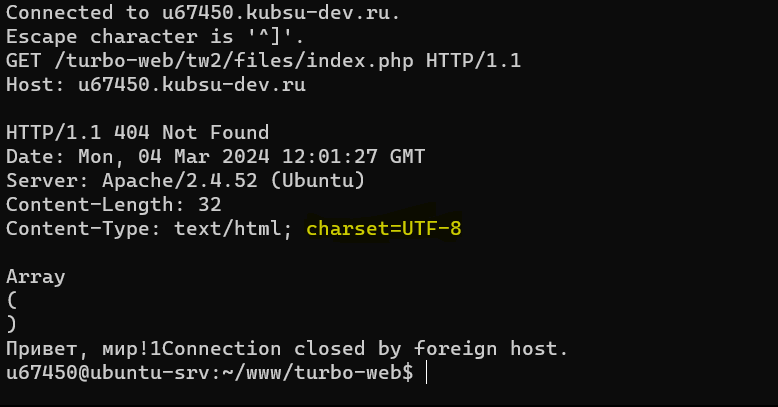 Connected to u67450.kubsu-dev.ru.
Escape character is '^]'.
GET /turbo-web/tw2/files/index.php HTTP/1.1
Host: u67450.kubsu-dev.ru
HTTP/1.1 404 Not Found
Date: Mon, 04 Mar 2024 12:01:27 GMT
Server: Apache/2.4.52 (Ubuntu)
Content-Length: 32
Content-Type: text/html; charset=UTF-8
Array
(
)
Привет, мир!1Connection closed by foreign host.
u67450@ubuntu-srv:~/www/turbo-web$